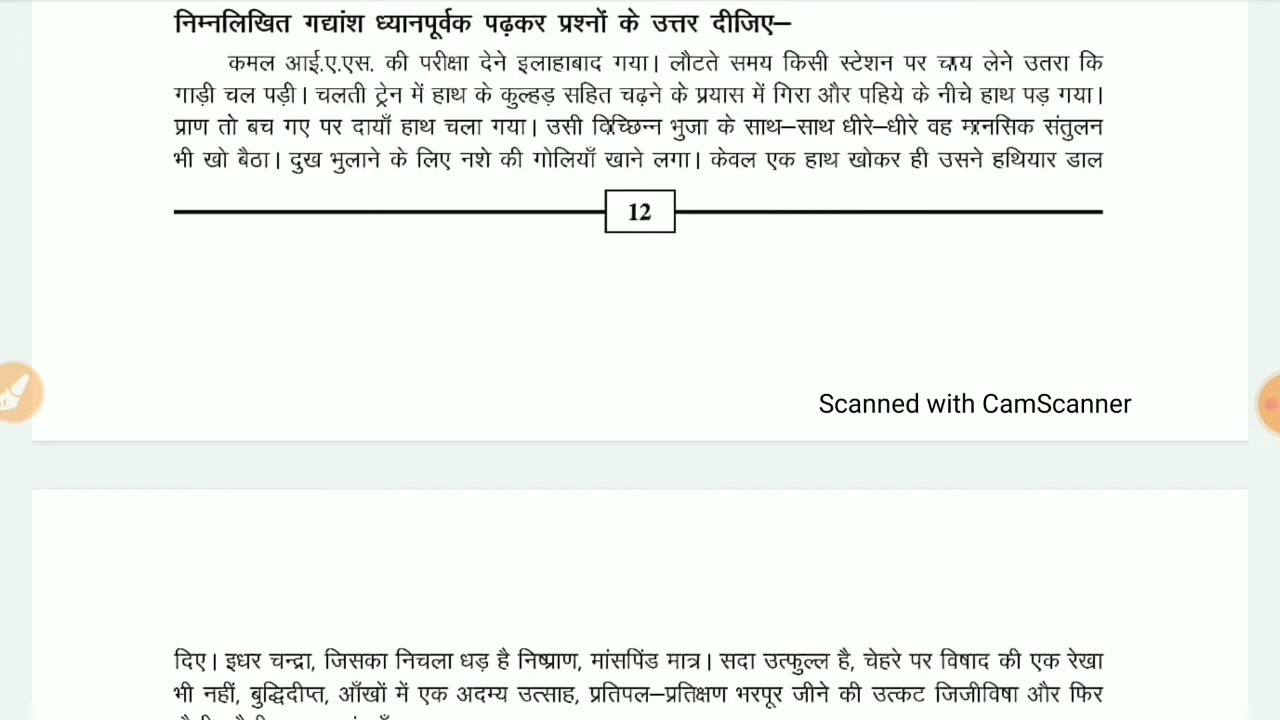 निम्नलिखित गद्यांश ध्यानपूर्वक पढ़कर प्रश्नों के उत्तर दीजिए—
कमल आई.ए.एस. की परीक्षा देने इलाहाबाद गया। लौटते समय किसी स्टेशन पर चाय लेने उतरा कि
गाड़ी चल पड़ी। चलती ट्रेन में हाथ के कुल्हड़ सहित चढ़ने के प्रयास में गिरा और पहिये के नीचे हाथ पड़ गया।
प्राण तो बच गए पर दायाँ हाथ चला गया। उसी विच्छिन्न भुजा के साथ–साथ धीरे–धीरे वह मानसिक संतुलन
भी खो बैठा। दुख भुलाने के लिए नशे की गोलियाँ खाने लगा। केवल एक हाथ खोकर ही उसने हथियार डाल
12
Scanned with CamScanner
दिए। इधर चन्द्रा, जिसका निचला धड़ है निष्प्राण, मांसपिंड मात्र। सदा उत्फुल्ल है, चेहरे पर विषाद की एक रेखा
भी नहीं, बुद्धिदीप्त, आँखों में एक अदम्य उत्साह, प्रतिपल–प्रतिक्षण भरपूर जीने की उत्कट जिजीविषा और फिर